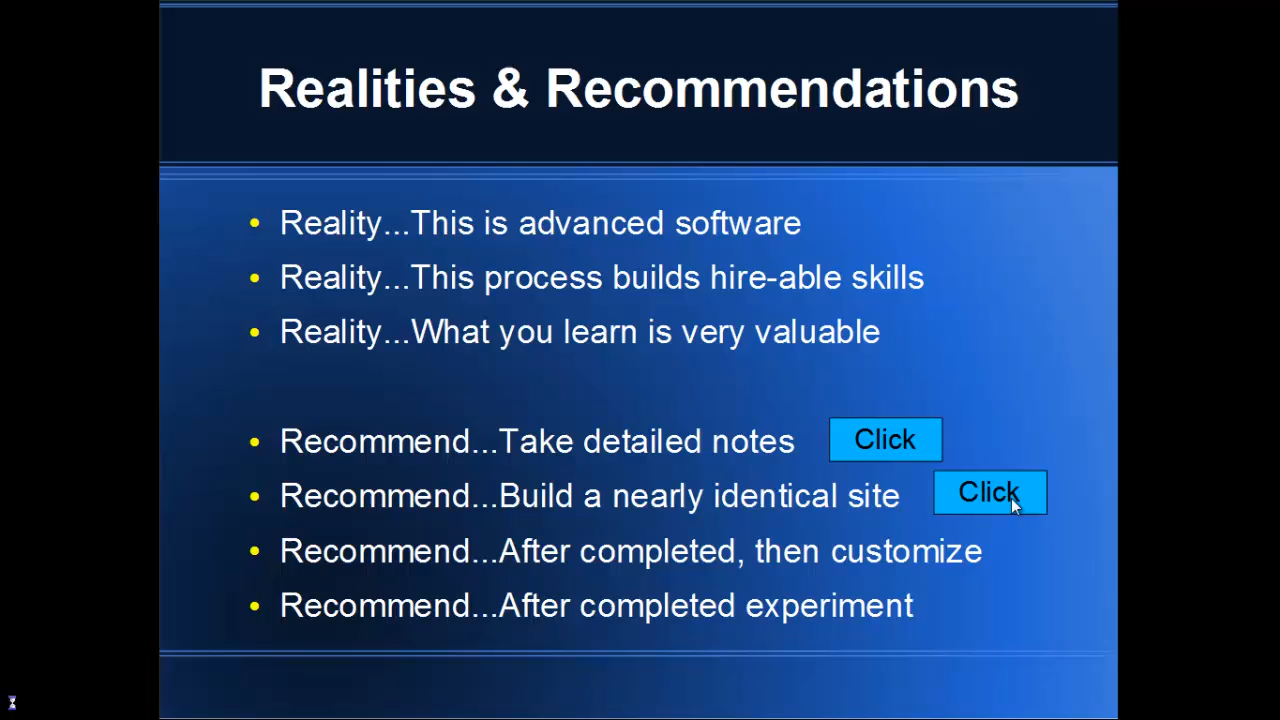 Realities & Recommendations
Reality...This is advanced software
Reality...This process builds hire-able skills
Reality...What you learn is very valuable
Recommend...Take detailed notes Click
Recommend...Build a nearly identical site Click
Recommend...After completed, then customize
Recommend...After completed experiment